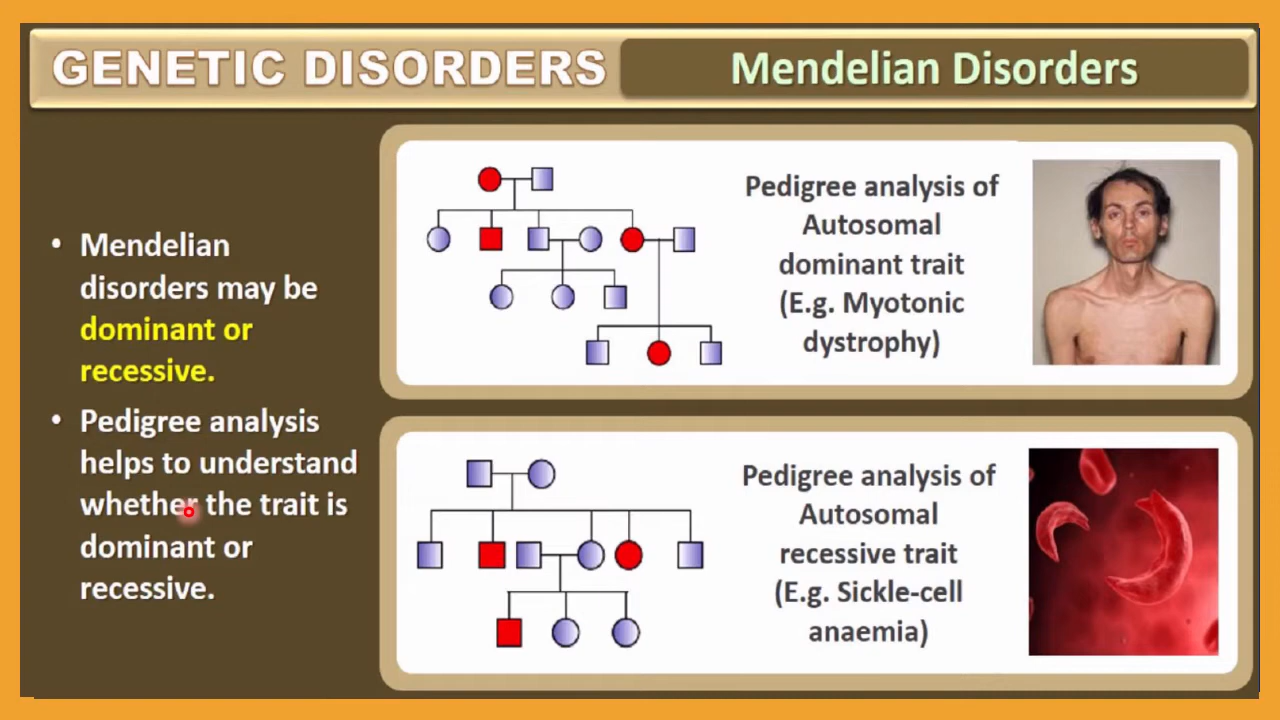 GENETIC DISORDERS
Mendelian Disorders
• Mendelian
disorders may be
dominant or
recessive.
• Pedigree analysis
helps to understand
whether the trait is
dominant or
recessive.
Pedigree analysis of
Autosomal
dominant trait
(E.g. Myotonic
dystrophy)
Pedigree analysis of
Autosomal
recessive trait
(E.g. Sickle-cell
anaemia)